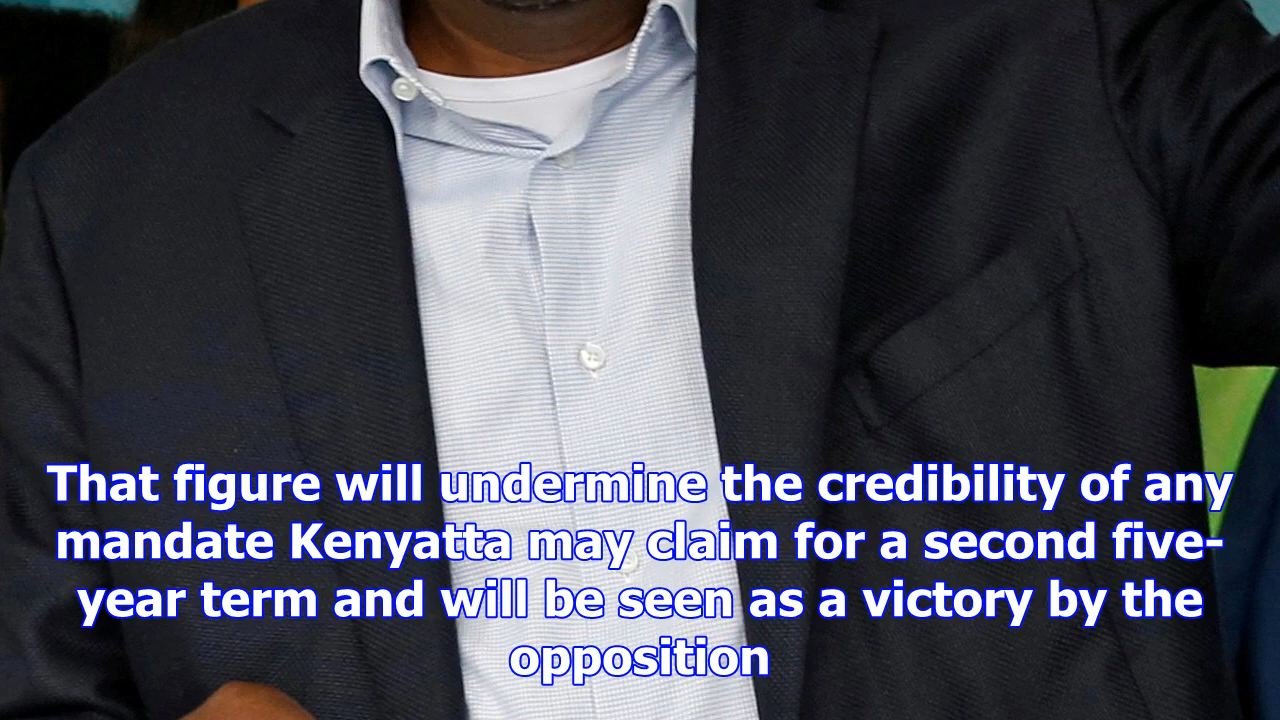 That figure will undermine the credibility of any
mandate Kenyatta may claim for a second five-
year term and will be seen as a victory by the
opposition